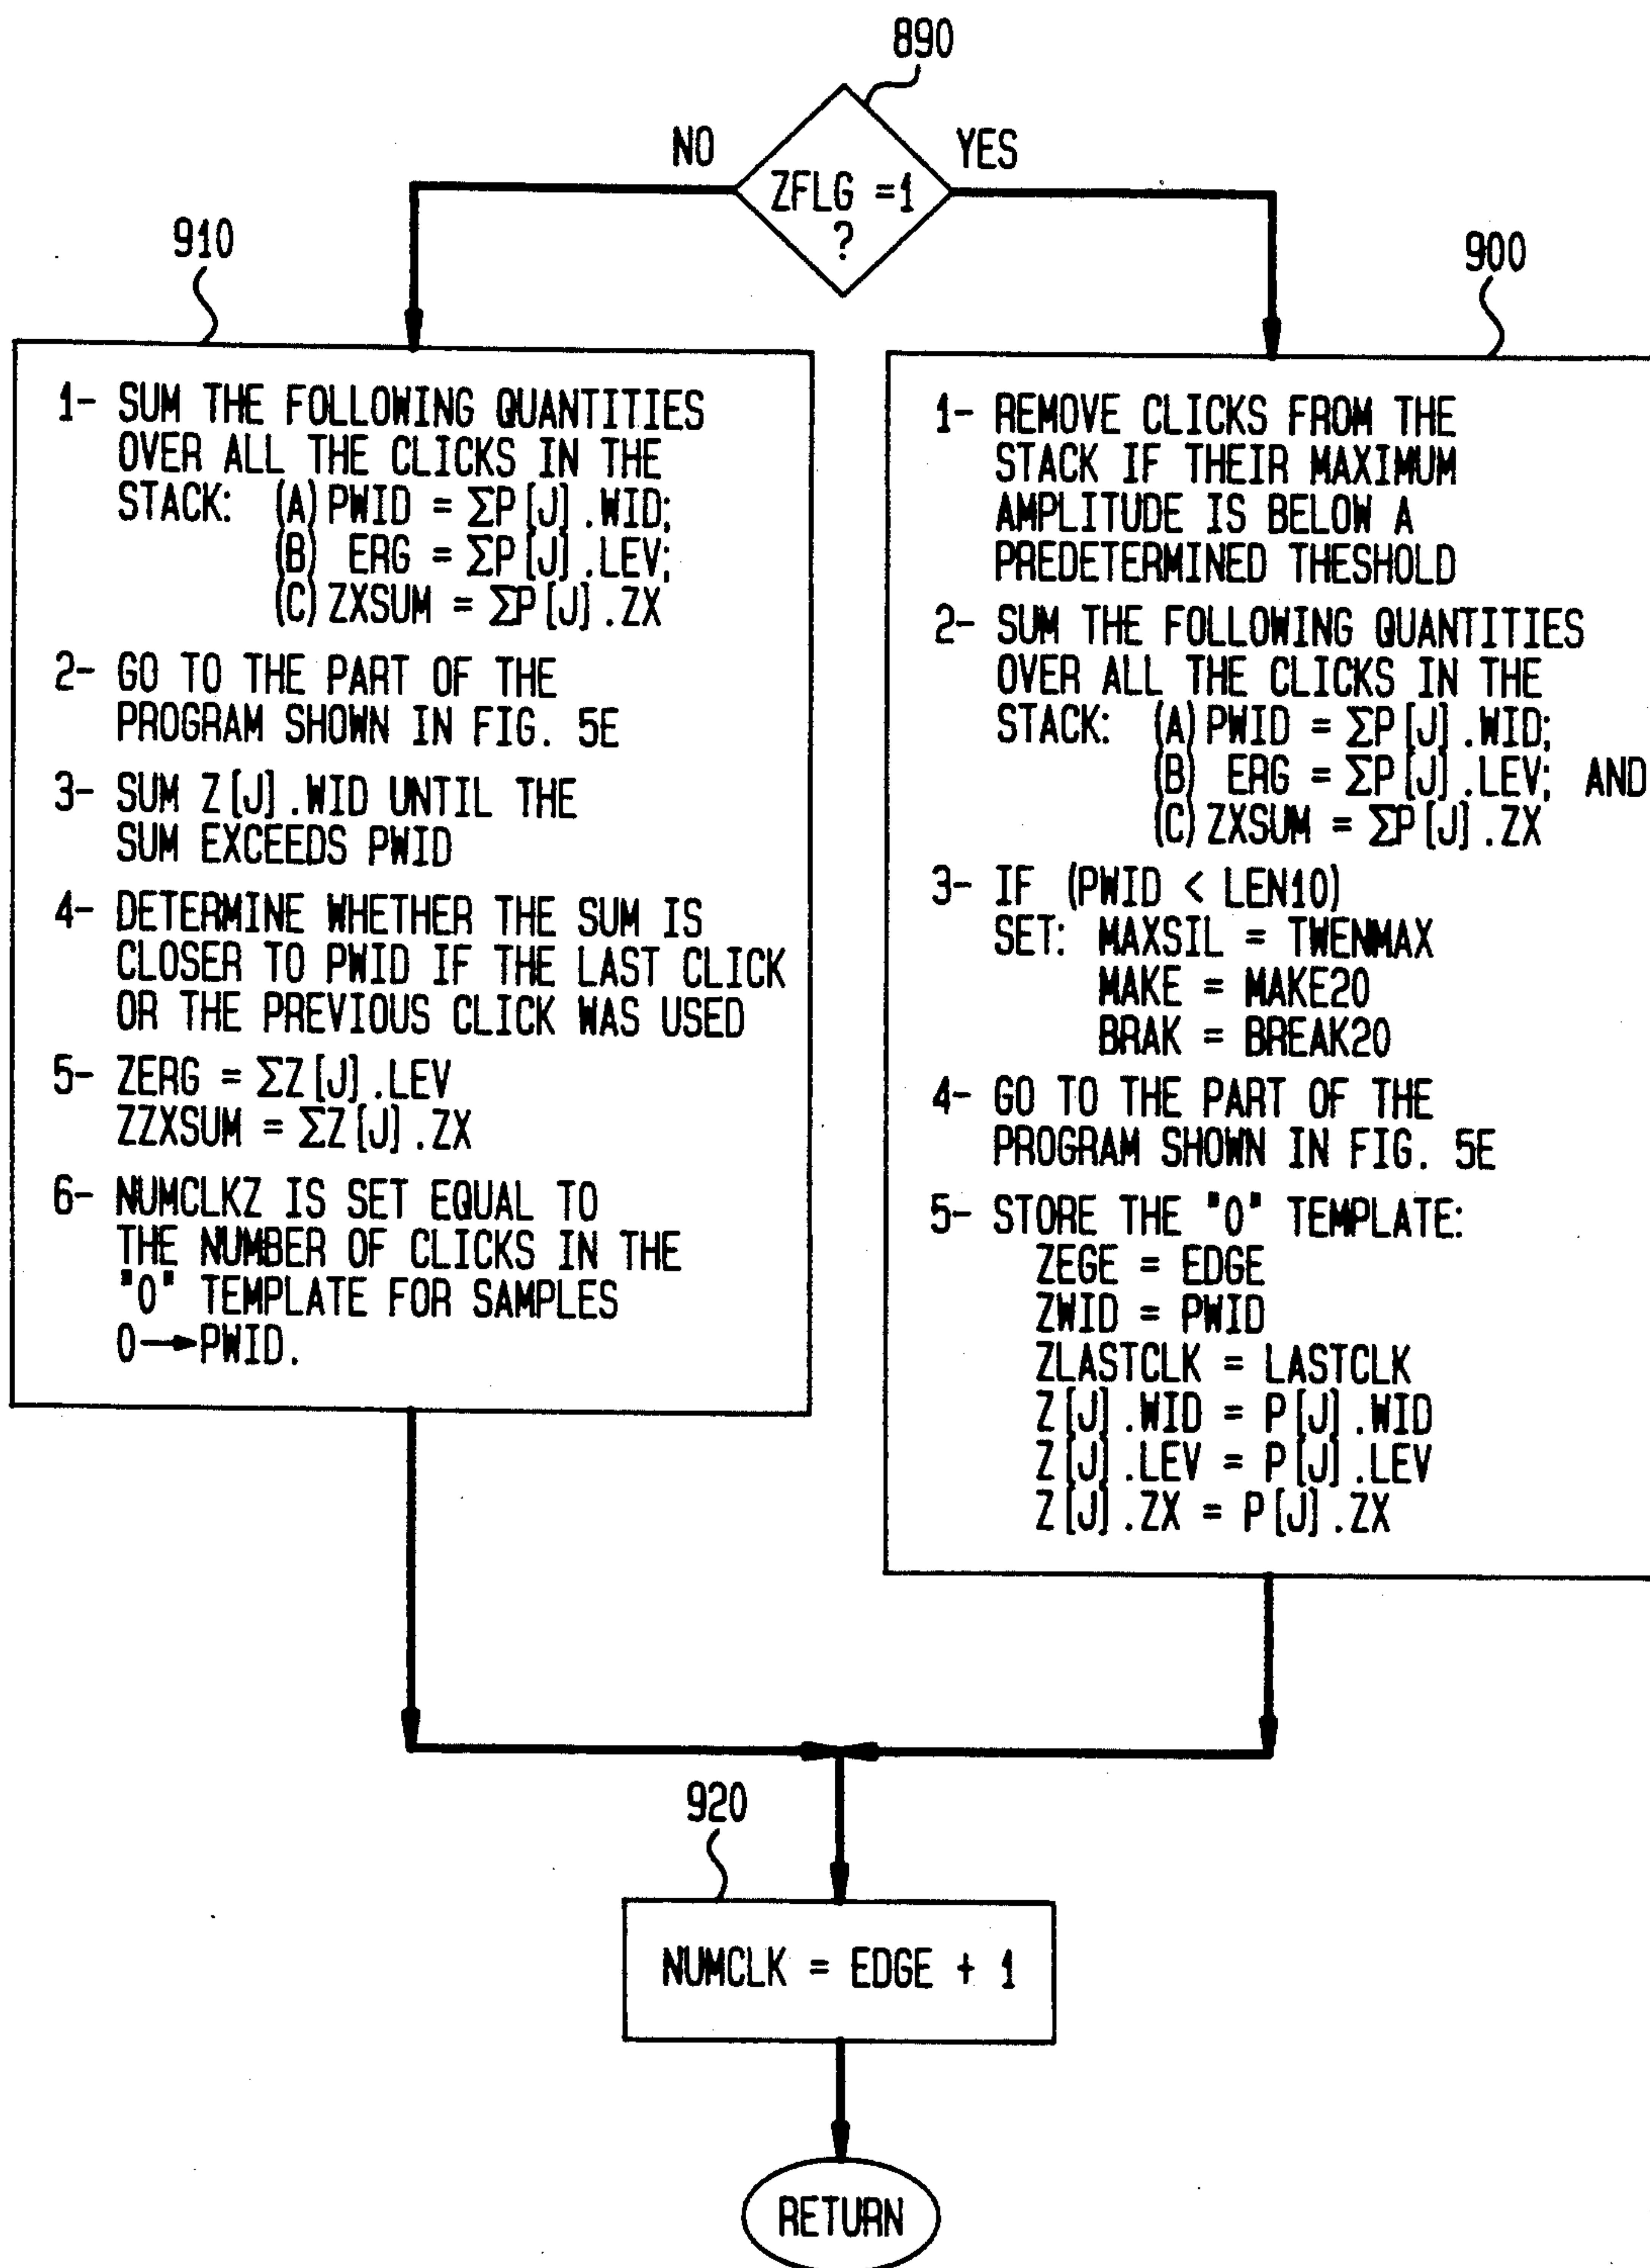 890
NO
YES
ZFLG =1
?
910
1- SUM THE FOLLOWING QUANTITIES
OVER ALL THE CLICKS IN THE
STACK: (A) PWID = ΣP[J].WID;
(B) ERG = ΣP[J].LEV;
(C) ZXSUM = ΣP[J].ZX
2- GO TO THE PART OF THE
PROGRAM SHOWN IN FIG. 5E
3- SUM Z[J].WID UNTIL THE
SUM EXCEEDS PWID
4- DETERMINE WHETHER THE SUM IS
CLOSER TO PWID IF THE LAST CLICK
OR THE PREVIOUS CLICK WAS USED
5- ZERG = ΣZ[J].LEV
ZZXSUM = ΣZ[J].ZX
6- NUMCLKZ IS SET EQUAL TO
THE NUMBER OF CLICKS IN THE
"0" TEMPLATE FOR SAMPLES
0→PWID.
900
1- REMOVE CLICKS FROM THE
STACK IF THEIR MAXIMUM
AMPLITUDE IS BELOW A
PREDETERMINED THESHOLD
2- SUM THE FOLLOWING QUANTITIES
OVER ALL THE CLICKS IN THE
STACK: (A) PWID = ΣP[J].WID;
(B) ERG = ΣP[J].LEV; AND
(C) ZXSUM = ΣP[J].ZX
3- IF (PWID < LEN10)
SET: MAXSIL = TWENMAX
MAKE = MAKE20
BRAK = BREAK20
4- GO TO THE PART OF THE
PROGRAM SHOWN IN FIG. 5E
5- STORE THE "0" TEMPLATE:
ZEGE = EDGE
ZWID = PWID
ZLASTCLK = LASTCLK
Z[J].WID = P[J].WID
Z[J].LEV = P[J].LEV
Z[J].ZX = P[J].ZX
920
NUMCLK = EDGE + 1
RETURN